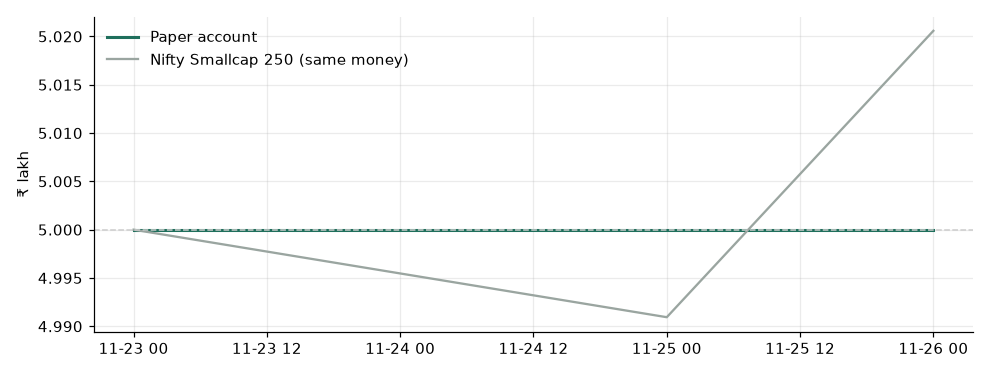 Paper account
Nifty Smallcap 250 (same money)
5.020
5.015
5.010
5.005
5.000
4.995
4.990
₹ lakh
11-23 00 11-23 12 11-24 00 11-24 12 11-25 00 11-25 12 11-26 00